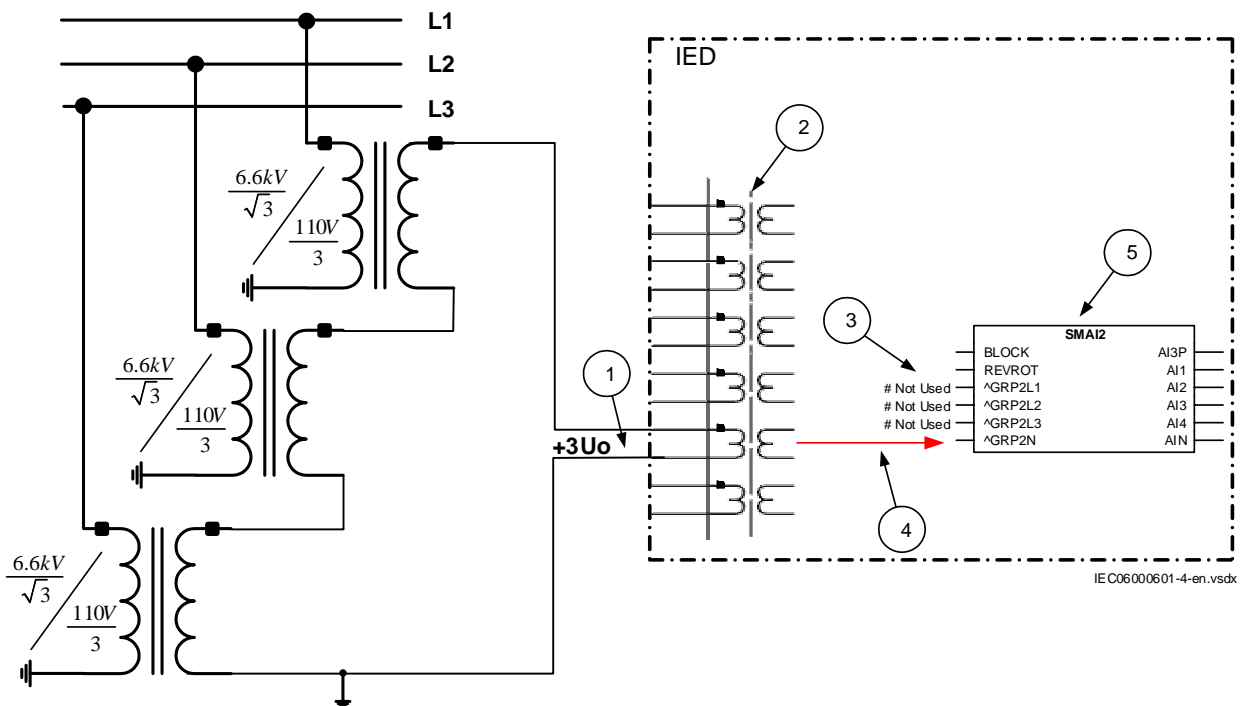 L1
L2
L3
6.6kV
√3
110V
3
6.6kV
√3
110V
3
6.6kV
√3
110V
3
+3Uo
1
IED
2
3
4
5
# Not Used
# Not Used
# Not Used
SMAI2
BLOCK
REVROT
^GRP2L1
^GRP2L2
^GRP2L3
^GRP2N
AI3P
AI1
AI2
AI3
AI4
AIN
IEC06000601-4-en.vsdx